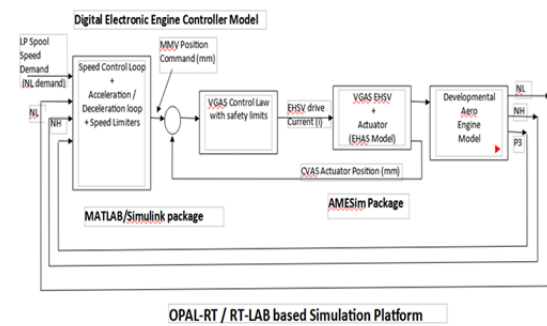 Digital Electronic Engine Controller Model
LP Spool
Speed
Demand
(NL demand)
NL
NH
Speed Control Loop
+
Acceleration /
Deceleration loop
+ Speed Limiters
MMV Position
Command (mm)
VGAS Control Law
with safety limits
EHSV drive
Current (i)
VGAS EHSV
+
Actuator
(EHAS Model)
Developmental
Aero
Engine
Model
NL
NH
P3
CVAS Actuator Position (mm)
MATLAB/Simulink package
AMESim Package
OPAL-RT / RT-LAB based Simulation Platform